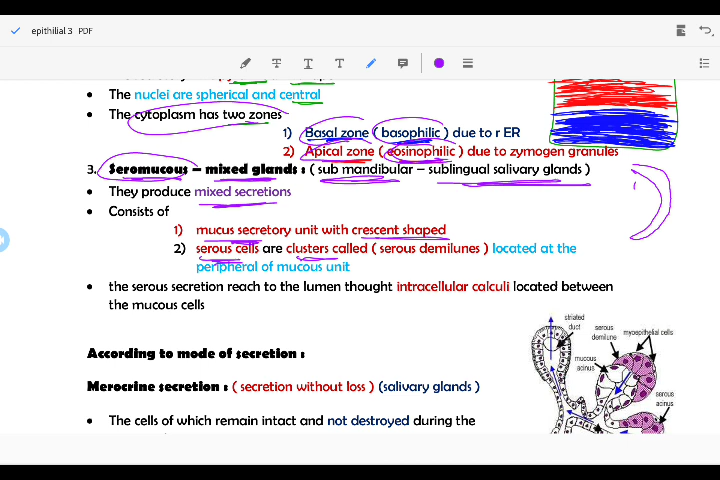 epithilial 3 PDF
• The nuclei are spherical and central
• The cytoplasm has two zones
1) Basal zone ( basophilic ) due to r ER
2) Apical zone ( eosinophilic ) due to zymogen granules
3. Seromucous – mixed glands : ( sub mandibular – sublingual salivary glands )
• They produce mixed secretions
• Consists of
1) mucus secretory unit with crescent shaped
2) serous cells are clusters called ( serous demilunes ) located at the
peripheral of mucous unit
• the serous secretion reach to the lumen thought intracellular calculi located between
the mucous cells
striated
duct
serous
demilune
myoepithelial cells
mucous
acinus
serous
acinus
According to mode of secretion :
Merocrine secretion : ( secretion without loss ) (salivary glands )
• The cells of which remain intact and not destroyed during the